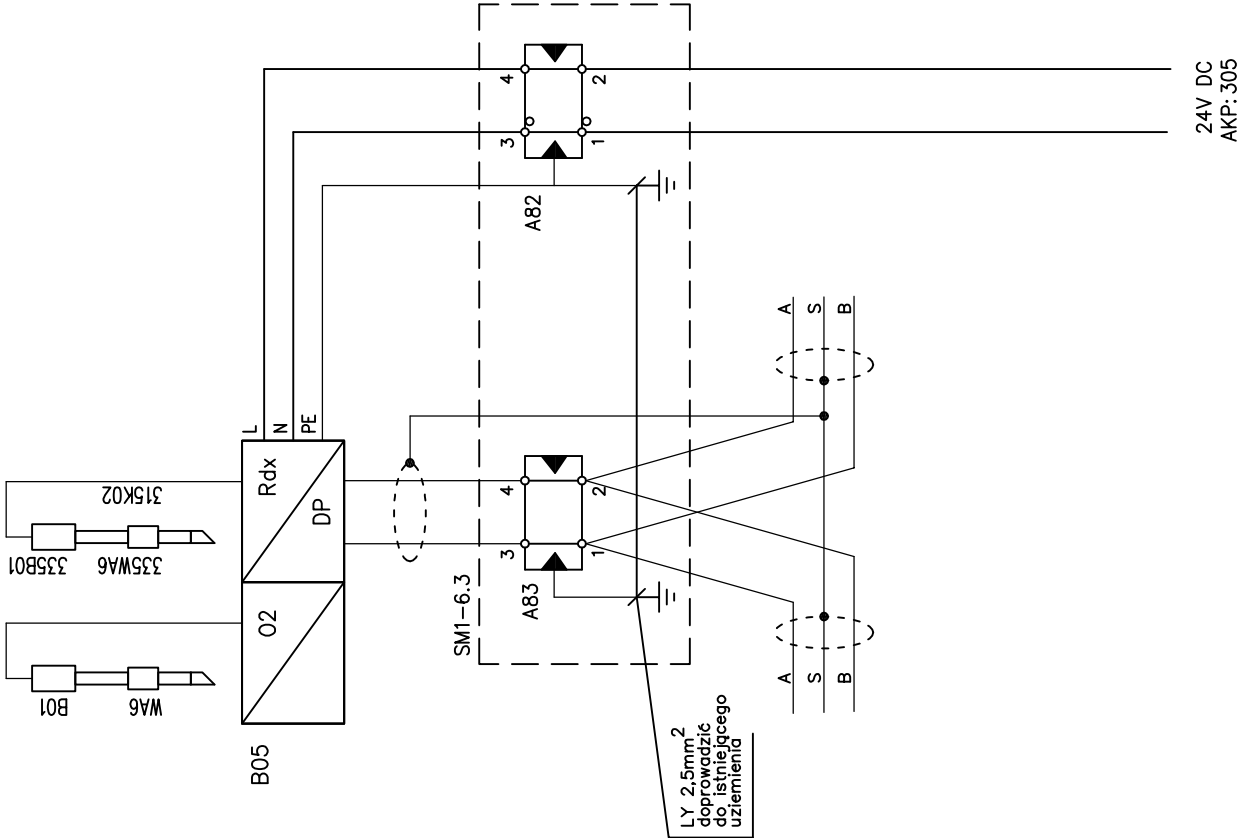 B01
WA6
B05
O2
335B01
335WA6
315K02
Rdx
DP
L
N
PE
SM1-6.3
A83
3
4
1
2
A82
3
4
1
2
LY 2,5mm²
doprowadzić
do istniejącego
uziemienia
A
S
B
A
S
B
24V DC
AKP:305